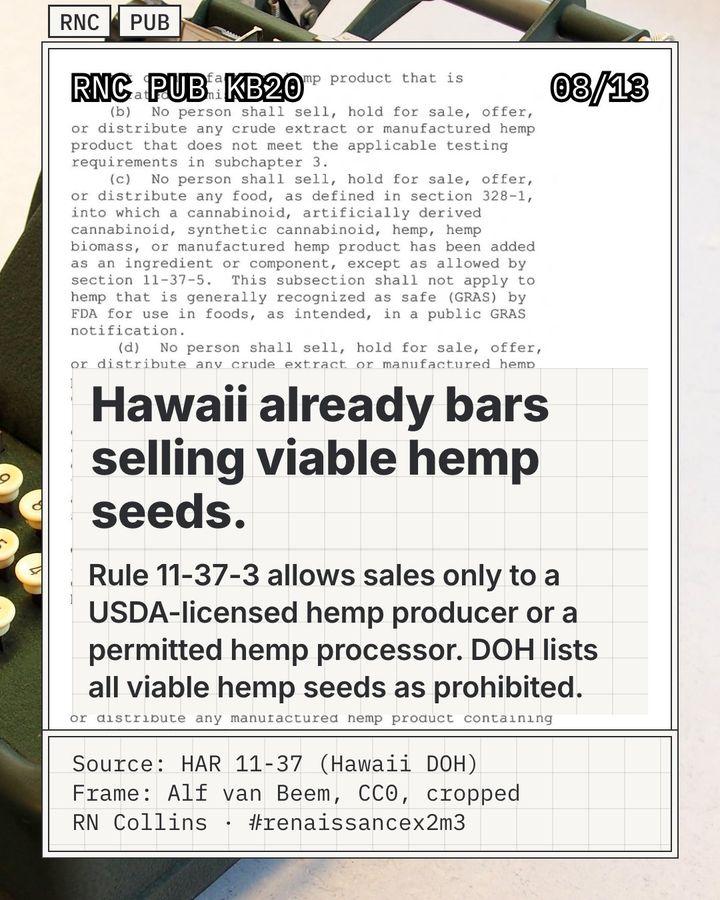 RNC PUB
RNC PUB KB20 08/13
mp product that is
(b) No person shall sell, hold for sale, offer,
or distribute any crude extract or manufactured hemp
product that does not meet the applicable testing
requirements in subchapter 3.
(c) No person shall sell, hold for sale, offer,
or distribute any food, as defined in section 328-1,
into which a cannabinoid, artificially derived
cannabinoid, synthetic cannabinoid, hemp, hemp
biomass, or manufactured hemp product has been added
as an ingredient or component, except as allowed by
section 11-37-5. This subsection shall not apply to
hemp that is generally recognized as safe (GRAS) by
FDA for use in foods, as intended, in a public GRAS
notification.
(d) No person shall sell, hold for sale, offer,
or distribute any crude extract or manufactured hemp
Hawaii already bars
selling viable hemp
seeds.
Rule 11-37-3 allows sales only to a
USDA-licensed hemp producer or a
permitted hemp processor. DOH lists
all viable hemp seeds as prohibited.
or distribute any manufactured hemp product containing
Source: HAR 11-37 (Hawaii DOH)
Frame: Alf van Beem, CC0, cropped
RN Collins · #renaissancex2m3